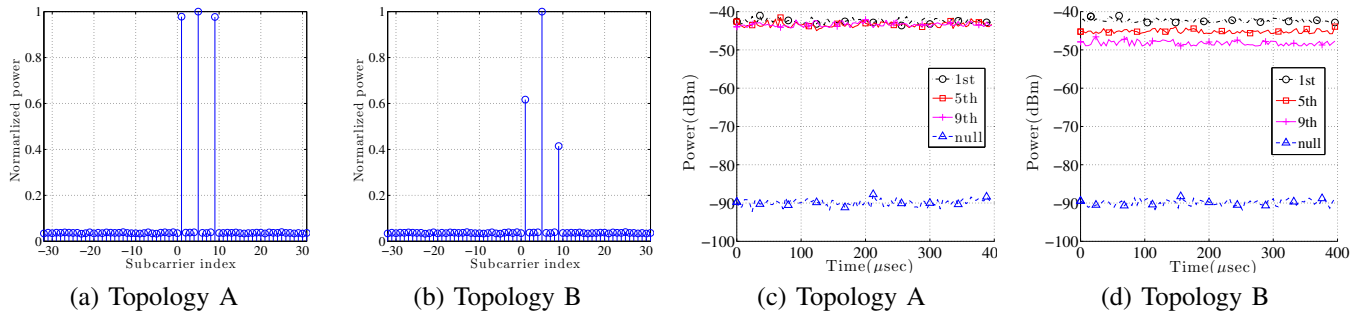 1
0.8
0.6
0.4
0.2
0
−30
−20
−10
0
10
20
30
Normarlized power
Subcarrier index
(a) Topology A
1
0.8
0.6
0.4
0.2
0
−30
−20
−10
0
10
20
30
Normarlized power
Subcarrier index
(b) Topology B
−40
−50
−60
−70
−80
−90
−100
0
100
200
300
40
Power(dBm)
Time(μsec)
1st
5th
9th
null
(c) Topology A
−40
−50
−60
−70
−80
−90
−100
0
100
200
300
400
Power(dBm)
Time(μsec)
1st
5th
9th
null
(d) Topology B